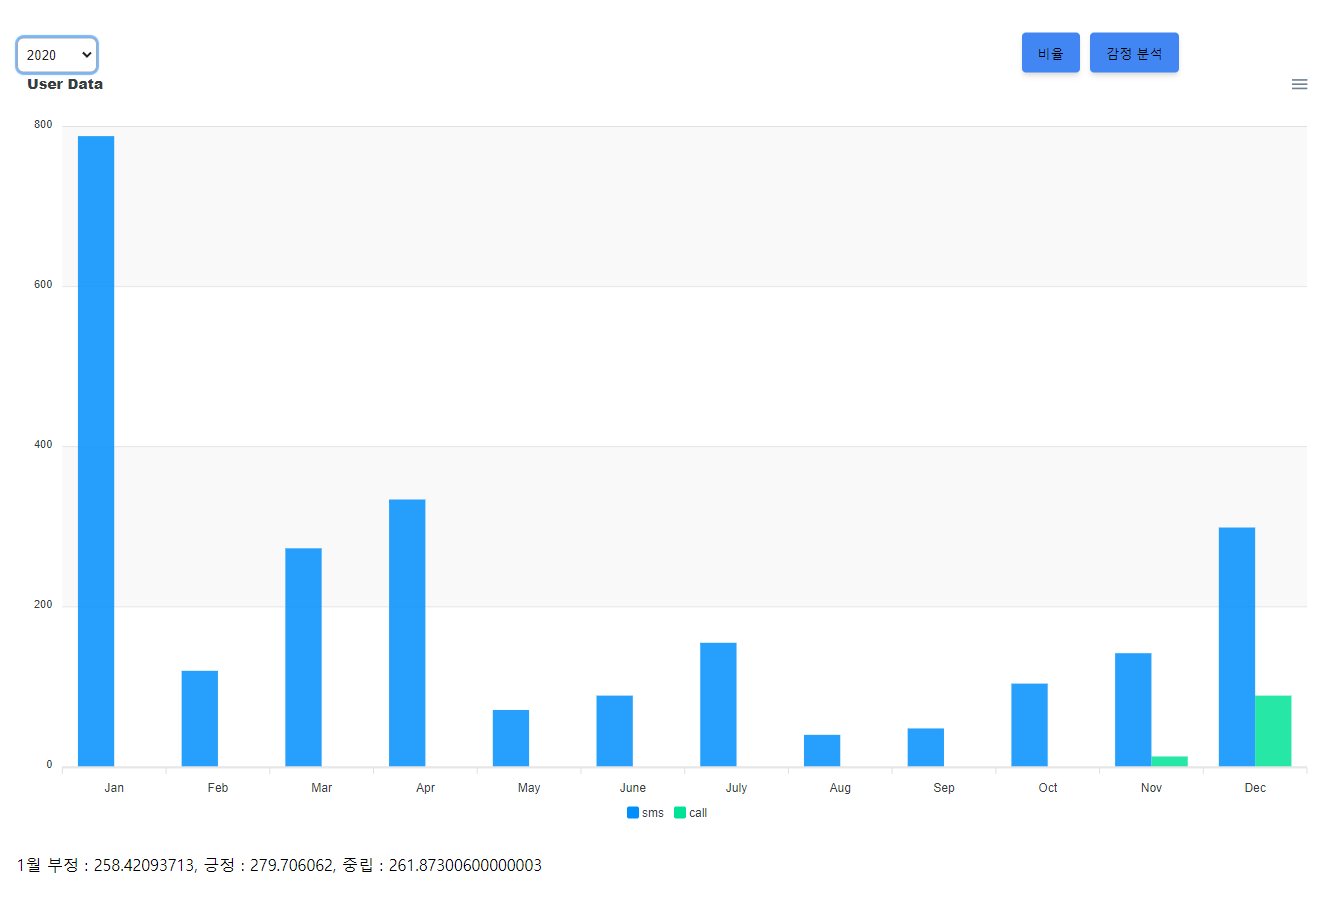 2020
비율 감정 분석
User Data
800
600
400
200
0
Jan Feb Mar Apr May June July Aug Sep Oct Nov Dec
sms call
1월 부정 : 258.42093713, 긍정 : 279.706062, 중립 : 261.87300600000003